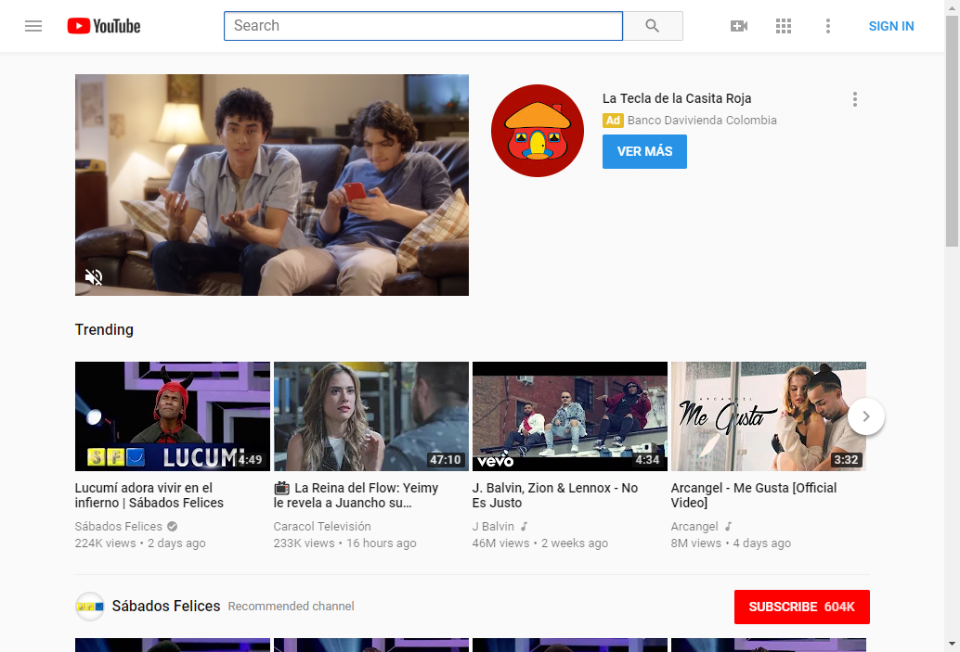 YouTube
Search
SIGN IN
La Tecla de la Casita Roja
Ad Banco Davivienda Colombia
VER MÁS
Trending
LUCUMÍ
4:49
47:10
vevo
4:34
ARCANGEL
Me Gusta
3:32
Lucumí adora vivir en el
infierno | Sábados Felices
Sábados Felices
224K views • 2 days ago
📺 La Reina del Flow: Yeimy
le revela a Juancho su...
Caracol Televisión
233K views • 16 hours ago
J. Balvin, Zion & Lennox - No
Es Justo
J Balvin
46M views • 2 weeks ago
Arcangel - Me Gusta [Official
Video]
Arcangel
8M views • 4 days ago
Sábados Felices Recommended channel
SUBSCRIBE 604K